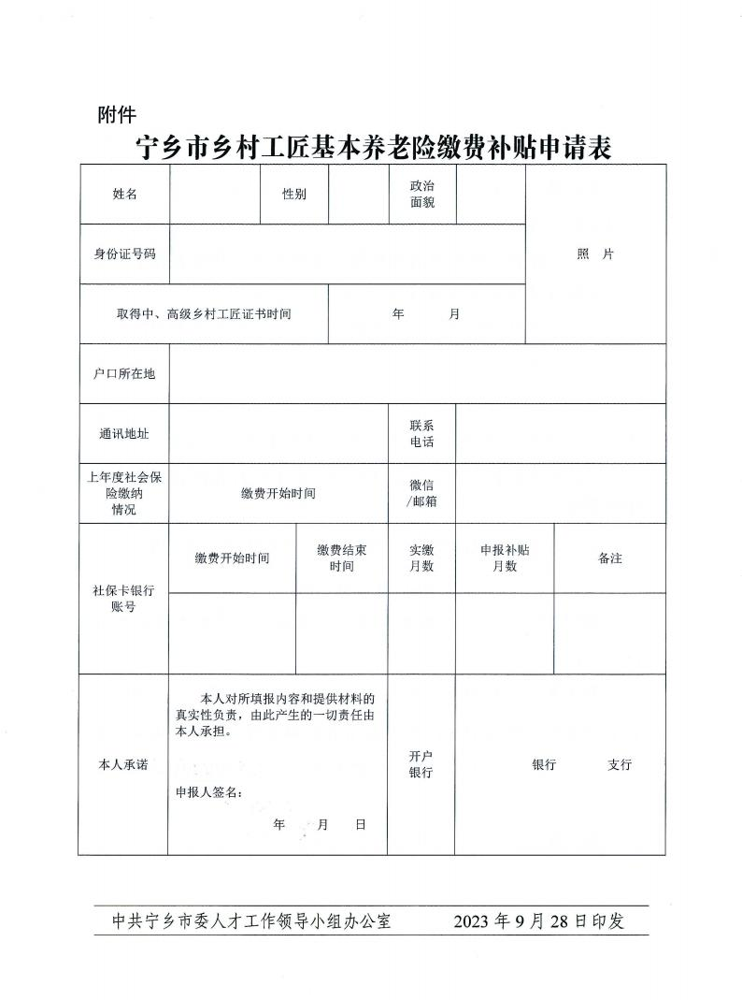 附件
宁乡市乡村工匠基本养老险缴费补贴申请表
姓名
性别
政治
面貌
照 片
身份证号码
取得中、高级乡村工匠证书时间
年 月
户口所在地
通讯地址
联系
电话
上年度社会保
险缴纳
情况
缴费开始时间
微信
/邮箱
社保卡银行
账号
缴费开始时间
缴费结束
时间
实缴
月数
申报补贴
月数
备注
本人承诺
本人对所填报内容和提供材料的
真实性负责，由此产生的一切责任由
本人承担。
申报人签名：
年 月 日
开户
银行
银行 支行
中共宁乡市委人才工作领导小组办公室 2023 年 9 月 28 日印发